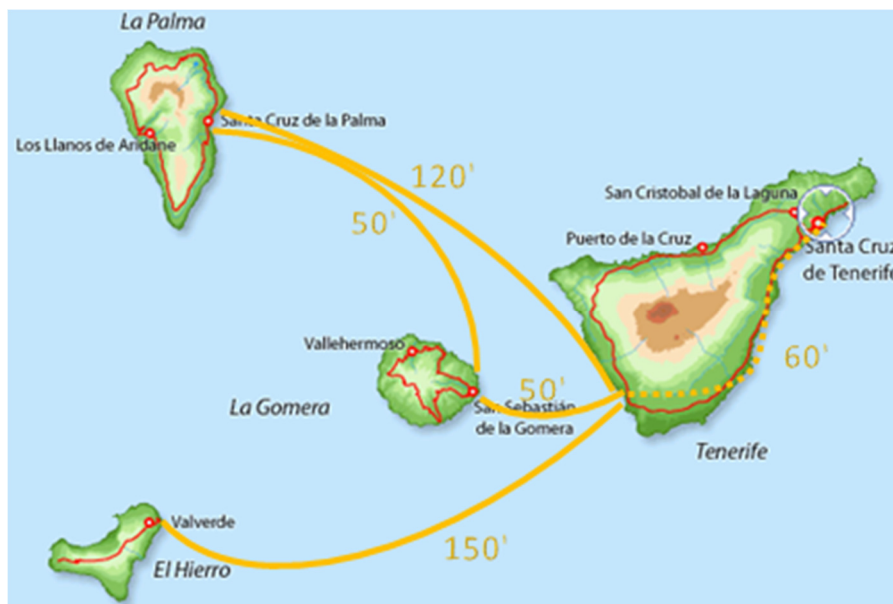 La Palma
Santa Cruz de la Palma
Los Llanos de Aridane
120'
50'
San Cristobal de la Laguna
Puerto de la Cruz
Santa Cruz
de Tenerife
60'
Vallehermoso
50'
La Gomera
San Sebastián
de la Gomera
Tenerife
Valverde
150'
El Hierro